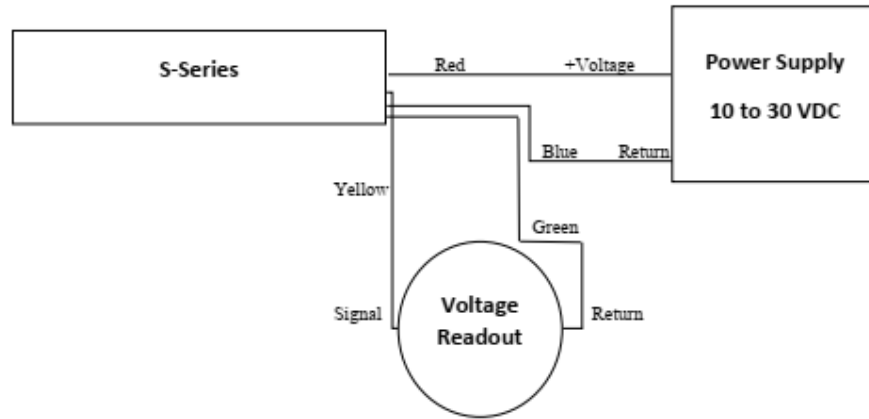 S-Series
Red
+Voltage
Power Supply
10 to 30 VDC
Blue
Return
Yellow
Green
Signal
Voltage
Readout
Return